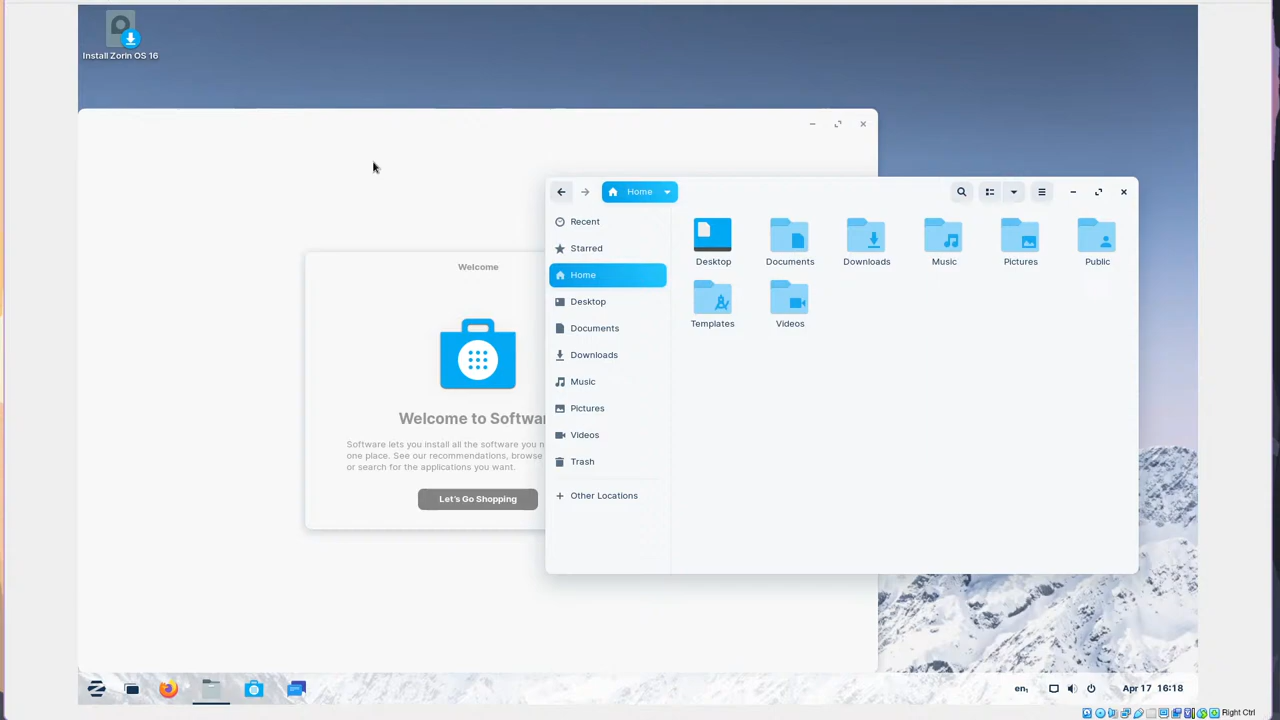 Install Zorin OS 16
Home
Recent
Starred
Home
Desktop
Documents
Downloads
Music
Pictures
Videos
Trash
Other Locations
Desktop
Documents
Downloads
Music
Pictures
Public
Templates
Videos
Welcome
Welcome to Softwar
Software lets you install all the software you n
one place. See our recommendations, browse
or search for the applications you want.
Let's Go Shopping
en₁
Apr 17 16:18
Right Ctrl